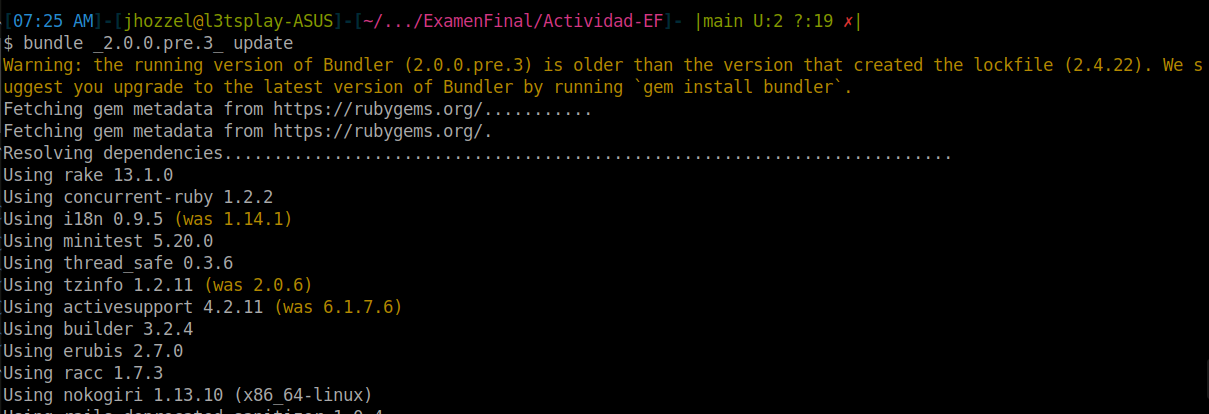 [07:25 AM]-[jhozzel@l3tsplay-ASUS]-[~/.../ExamenFinal/Actividad-EF]- |main U:2 ?:19 ✗|
$ bundle _2.0.0.pre.3_ update
Warning: the running version of Bundler (2.0.0.pre.3) is older than the version that created the lockfile (2.4.22). We s
uggest you upgrade to the latest version of Bundler by running `gem install bundler`.
Fetching gem metadata from https://rubygems.org/...........
Fetching gem metadata from https://rubygems.org/.
Resolving dependencies.........................................................................
Using rake 13.1.0
Using concurrent-ruby 1.2.2
Using i18n 0.9.5 (was 1.14.1)
Using minitest 5.20.0
Using thread_safe 0.3.6
Using tzinfo 1.2.11 (was 2.0.6)
Using activesupport 4.2.11 (was 6.1.7.6)
Using builder 3.2.4
Using erubis 2.7.0
Using racc 1.7.3
Using nokogiri 1.13.10 (x86_64-linux)